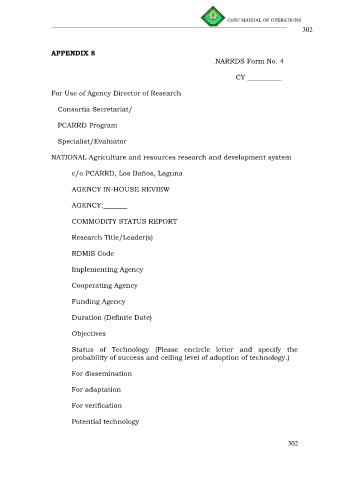 CNSU MANUAL OF OPERATIONS
302
APPENDIX 8
NARRDS Form No. 4
CY __________
For Use of Agency Director of Research
Consortia Secretariat/
PCARRD Program
Specialist/Evaluator
NATIONAL Agriculture and resources research and development system
c/o PCARRD, Los Baños, Laguna
AGENCY IN-HOUSE REVIEW
AGENCY:_______
COMMODITY STATUS REPORT
Research Title/Leader(s)
RDMIS Code
Implementing Agency
Cooperating Agency
Funding Agency
Duration (Definite Date)
Objectives
Status of Technology (Please encircle letter and specify the
probability of success and ceiling level of adoption of technology.)
For dissemination
For adaptation
For verification
Potential technology
302